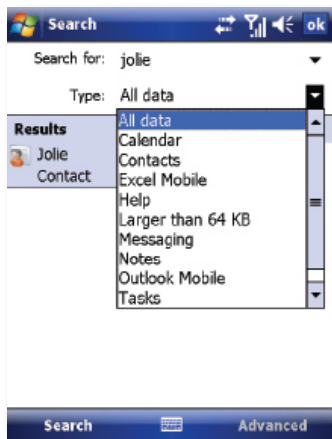 Search ok
Search for: jolie
Type: All data
Results
Jolie
Contact
All data
Calendar
Contacts
Excel Mobile
Help
Larger than 64 KB
Messaging
Notes
Outlook Mobile
Tasks
Search Advanced